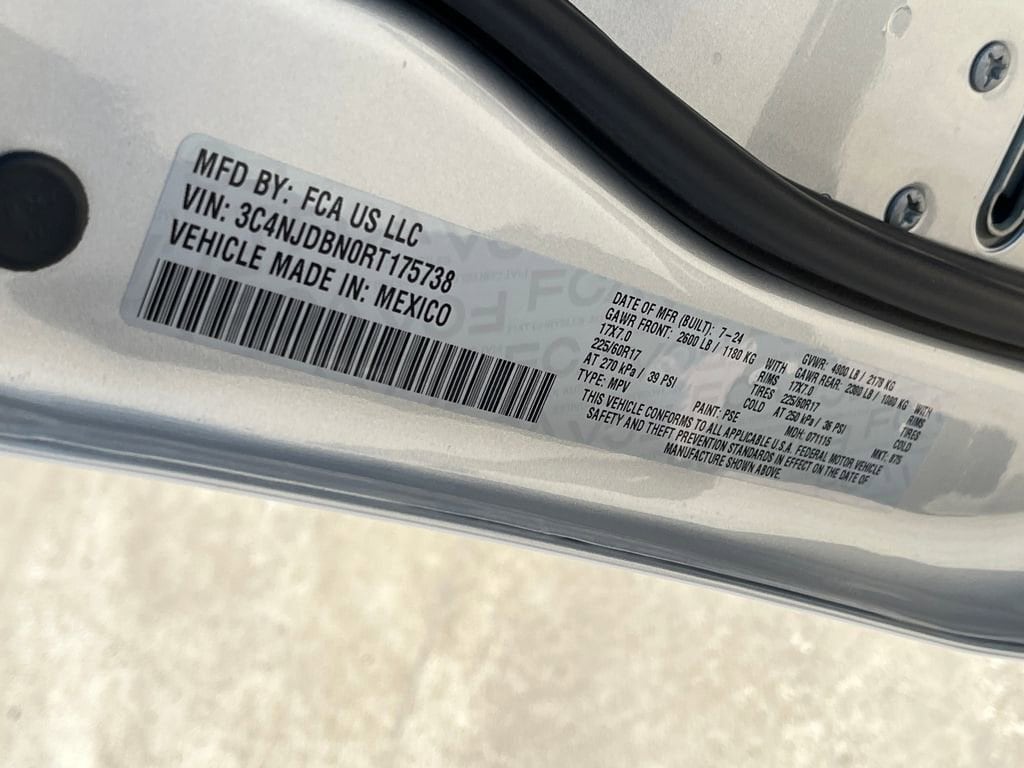 MFD BY: FCA US LLC
VIN: 3C4NJDBN0RT175738
VEHICLE MADE IN: MEXICO
DATE OF MFR (BUILT): 7-24 GVWR: 4800 LB / 2178 KG
GAWR FRONT: 2600 LB / 1180 KG WITH GAWR REAR: 2380 LB / 1080 KG WITH
17X7.0 RIMS 17X7.0 RIMS
225/60R17 TIRES 225/60R17 TIRES
AT 270 kPa / 39 PSI COLD AT 250 kPa / 36 PSI COLD
TYPE: MPV PAINT: PSE MDH: 071115 MKT:
THIS VEHICLE CONFORMS TO ALL APPLICABLE U.S.A. FEDERAL MOTOR VEHICLE
SAFETY AND THEFT PREVENTION STANDARDS IN EFFECT ON THE DATE OF
MANUFACTURE SHOWN ABOVE.